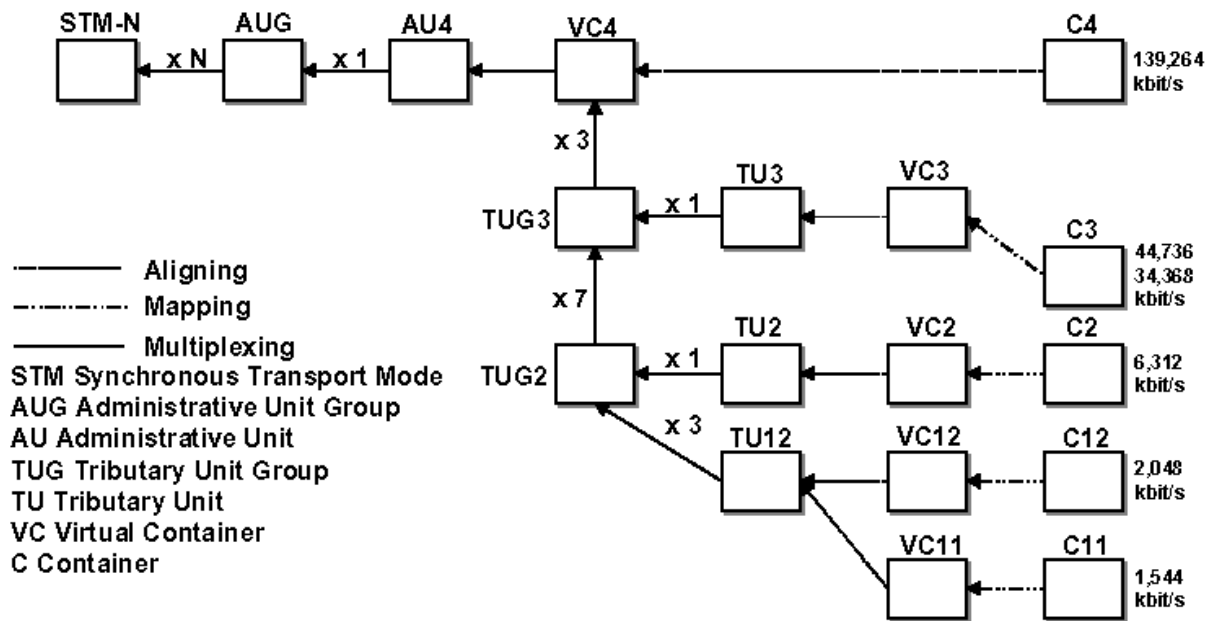 STM-N AUG AU4 VC4 C4
x N x 1 139,264
kbit/s
x 3
TU3 VC3
TUG3 x 1 C3
44,736
34,368
kbit/s
Aligning
Mapping
Multiplexing
x 7
TU2 VC2 C2
TUG2 x 1 6,312
kbit/s
x 3
TU12 VC12 C12
2,048
kbit/s
VC11 C11
1,544
kbit/s
STM Synchronous Transport Mode
AUG Administrative Unit Group
AU Administrative Unit
TUG Tributary Unit Group
TU Tributary Unit
VC Virtual Container
C Container